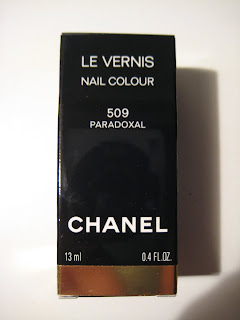 LE VERNIS
NAIL COLOUR
509
PARADOXAL
CHANEL
13 ml 0.4 FL.OZ.